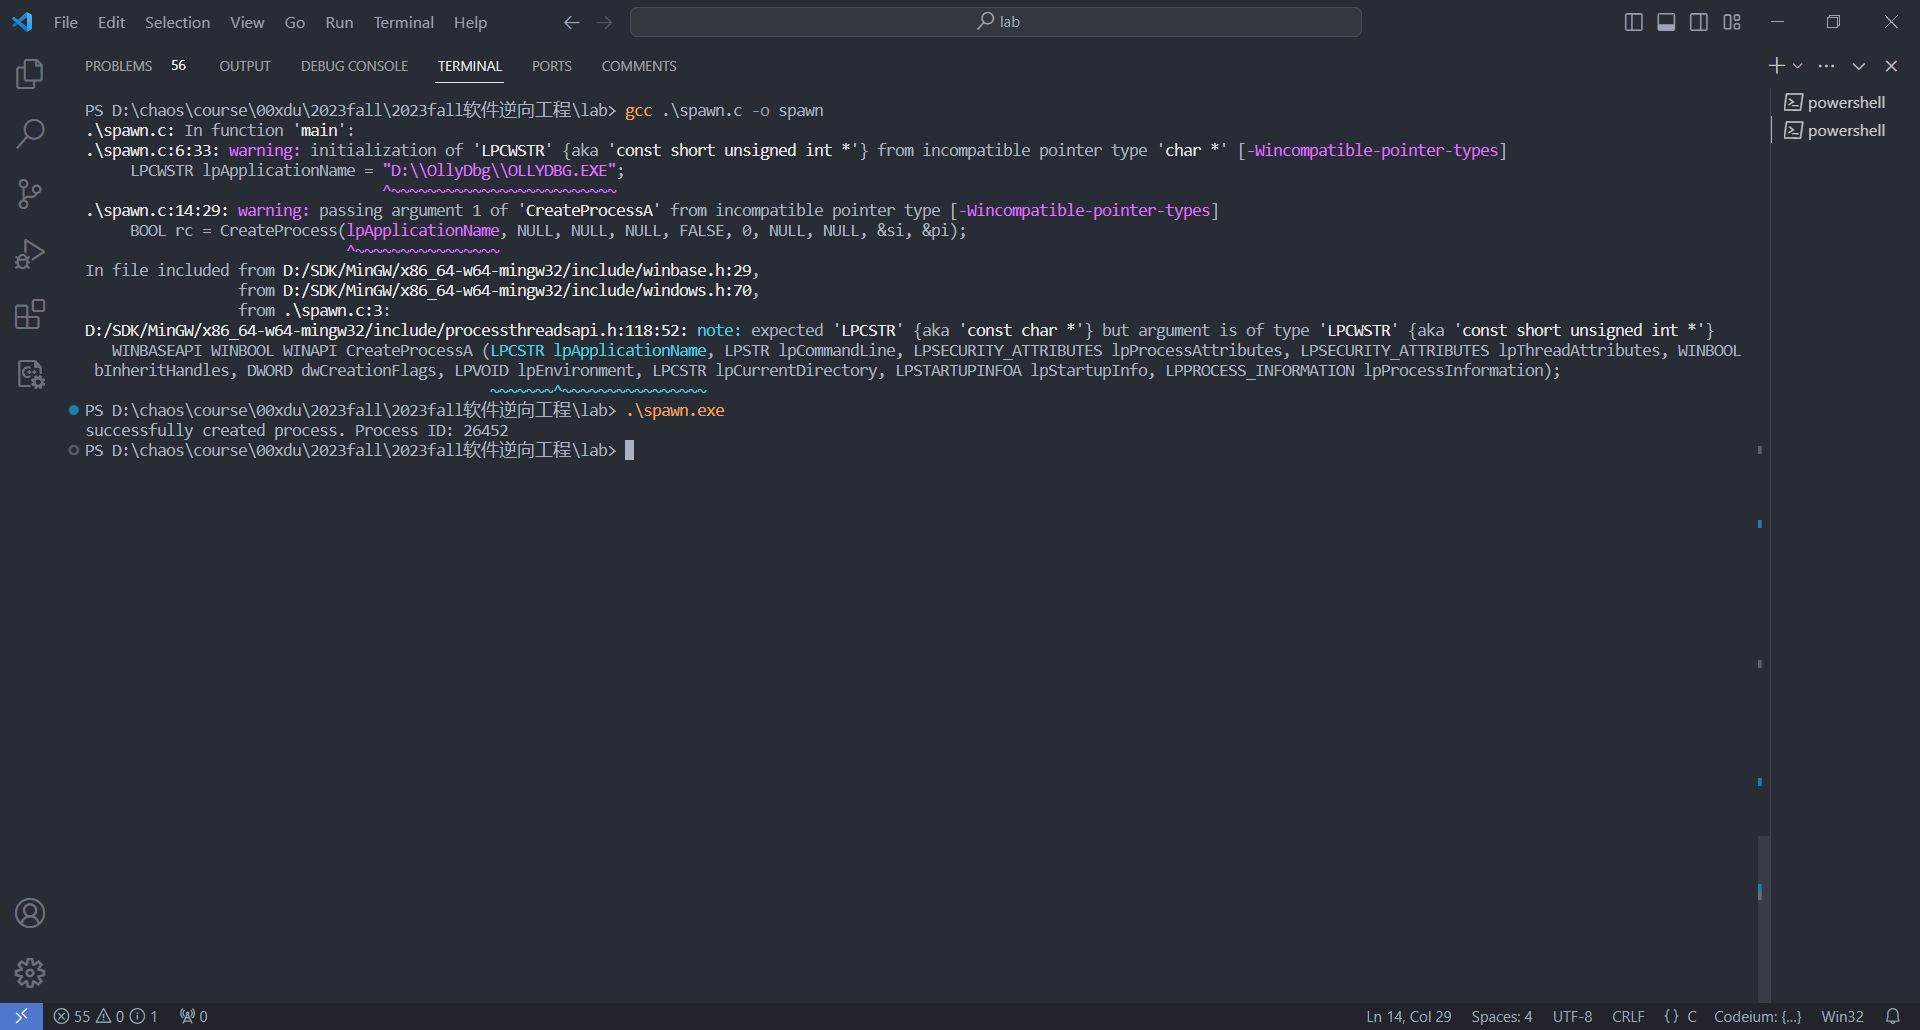 File Edit Selection View Go Run Terminal Help
lab
PROBLEMS 56 OUTPUT DEBUG CONSOLE TERMINAL PORTS COMMENTS
powershell
powershell
PS D:\chaos\course\00xdu\2023fall\2023fall软件逆向工程\lab> gcc .\spawn.c -o spawn
.\spawn.c: In function 'main':
.\spawn.c:6:33: warning: initialization of 'LPCWSTR' {aka 'const short unsigned int *'} from incompatible pointer type 'char *' [-Wincompatible-pointer-types]
LPCWSTR lpApplicationName = "D:\\OllyDbg\\OLLYDBG.EXE";
^~~~~~~~~~~~~~~~~~~~~~~~~~
.\spawn.c:14:29: warning: passing argument 1 of 'CreateProcessA' from incompatible pointer type [-Wincompatible-pointer-types]
BOOL rc = CreateProcess(lpApplicationName, NULL, NULL, NULL, FALSE, 0, NULL, NULL, &si, &pi);
^~~~~~~~~~~~~~~~~
In file included from D:/SDK/MinGW/x86_64-w64-mingw32/include/winbase.h:29,
from D:/SDK/MinGW/x86_64-w64-mingw32/include/windows.h:70,
from .\spawn.c:3:
D:/SDK/MinGW/x86_64-w64-mingw32/include/processthreadsapi.h:118:52: note: expected 'LPCSTR' {aka 'const char *'} but argument is of type 'LPCWSTR' {aka 'const short unsigned int *'}
WINBASEAPI WINBOOL WINAPI CreateProcessA (LPCSTR lpApplicationName, LPSTR lpCommandLine, LPSECURITY_ATTRIBUTES lpProcessAttributes, LPSECURITY_ATTRIBUTES lpThreadAttributes, WINBOOL
bInheritHandles, DWORD dwCreationFlags, LPVOID lpEnvironment, LPCSTR lpCurrentDirectory, LPSTARTUPINFOA lpStartupInfo, LPPROCESS_INFORMATION lpProcessInformation);
~~~~~~~^~~~~~~~~~~~~~~~~
PS D:\chaos\course\00xdu\2023fall\2023fall软件逆向工程\lab> .\spawn.exe
successfully created process. Process ID: 26452
PS D:\chaos\course\00xdu\2023fall\2023fall软件逆向工程\lab>
55 0 1 0 Ln 14, Col 29 Spaces: 4 UTF-8 CRLF {} C Codeium: {...} Win32